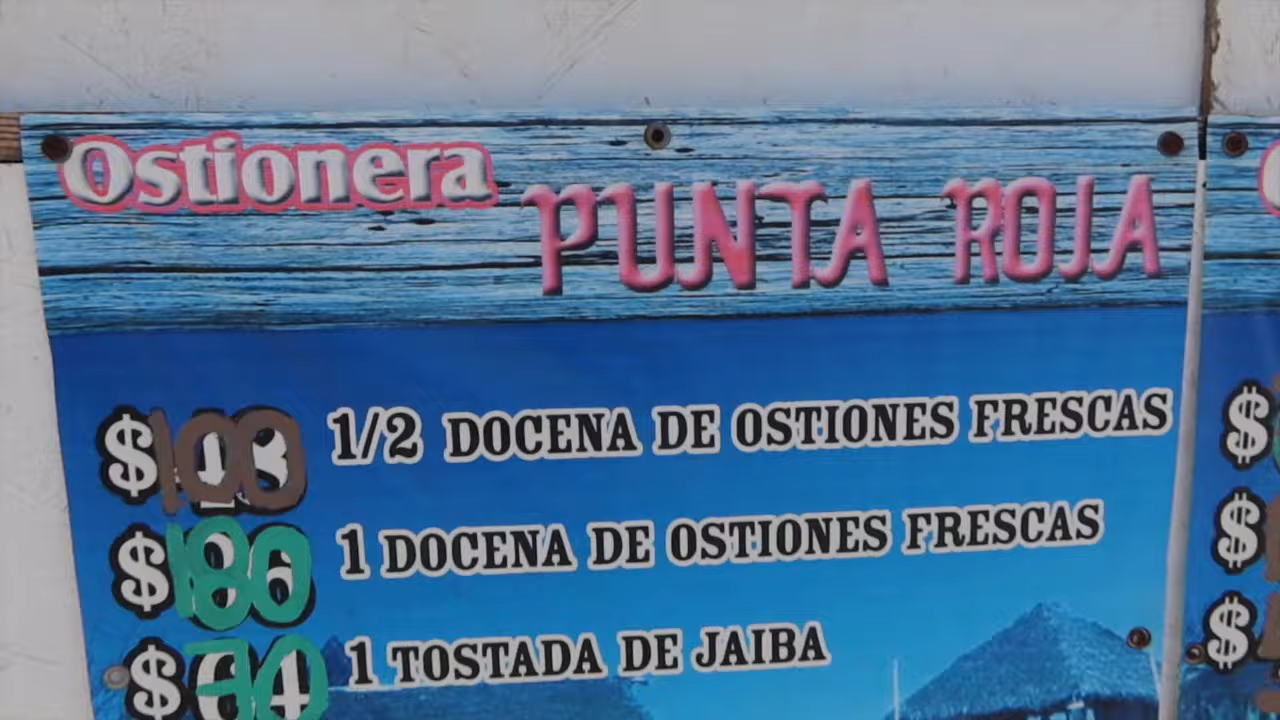 Ostionera
PUNTA ROJA
$100 1/2 DOCENA DE OSTIONES FRESCAS
$180 1 DOCENA DE OSTIONES FRESCAS
$70 1 TOSTADA DE JAIBA
$
$
$